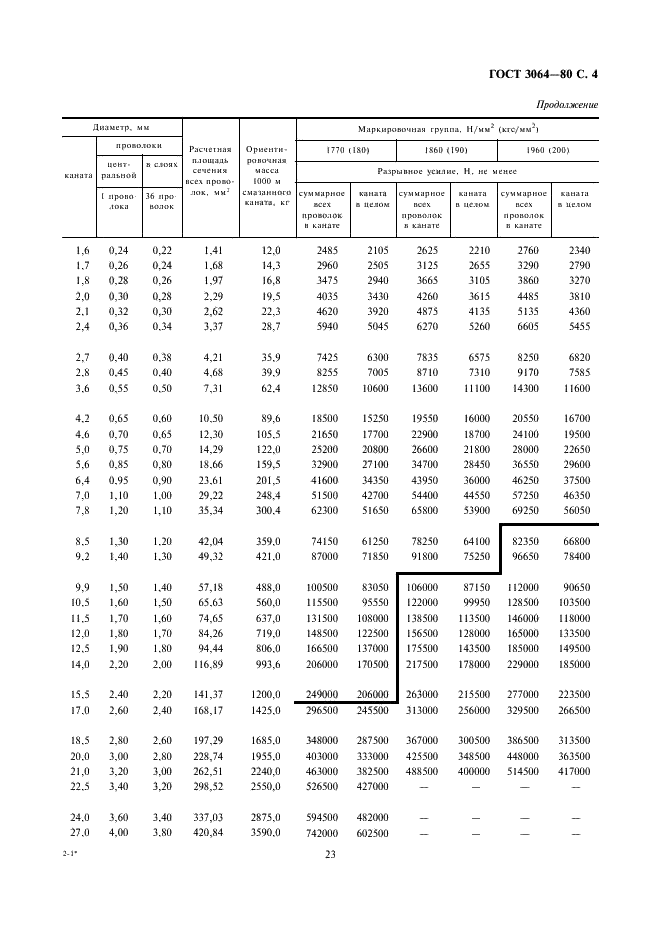 ГОСТ 3064—80 С. 4
Продолжение
Диаметр, мм
Маркировочная группа, Н/мм² (кгс/мм²)
проволоки
Расчетная площадь сечения всех прово- лок, мм²
Ориенти- ровочная масса 1000 м смазанного каната, кг
1770 (180) 1860 (190) 1960 (200)
каната
цент- ральной
в слоях
Разрывное усилие, Н, не менее
1 прово- лока
36 про- волок
суммарное всех проволок в канате
каната в целом
суммарное всех проволок в канате
каната в целом
суммарное всех проволок в канате
каната в целом
1,6 0,24 0,22 1,41 12,0 2485 2105 2625 2210 2760 2340
1,7 0,26 0,24 1,68 14,3 2960 2505 3125 2655 3290 2790
1,8 0,28 0,26 1,97 16,8 3475 2940 3665 3105 3860 3270
2,0 0,30 0,28 2,29 19,5 4035 3430 4260 3615 4485 3810
2,1 0,32 0,30 2,62 22,3 4620 3920 4875 4135 5135 4360
2,4 0,36 0,34 3,37 28,7 5940 5045 6270 5260 6605 5455
2,7 0,40 0,38 4,21 35,9 7425 6300 7835 6575 8250 6820
2,8 0,45 0,40 4,68 39,9 8255 7005 8710 7310 9170 7585
3,6 0,55 0,50 7,31 62,4 12850 10600 13600 11100 14300 11600
4,2 0,65 0,60 10,50 89,6 18500 15250 19550 16000 20550 16700
4,6 0,70 0,65 12,30 105,5 21650 17700 22900 18700 24100 19500
5,0 0,75 0,70 14,29 122,0 25200 20800 26600 21800 28000 22650
5,6 0,85 0,80 18,66 159,5 32900 27100 34700 28450 36550 29600
6,4 0,95 0,90 23,61 201,5 41600 34350 43950 36000 46250 37500
7,0 1,10 1,00 29,22 248,4 51500 42700 54400 44550 57250 46350
7,8 1,20 1,10 35,34 300,4 62300 51650 65800 53900 69250 56050
8,5 1,30 1,20 42,04 359,0 74150 61250 78250 64100 82350 66800
9,2 1,40 1,30 49,32 421,0 87000 71850 91800 75250 96650 78400
9,9 1,50 1,40 57,18 488,0 100500 83050 106000 87150 112000 90650
10,5 1,60 1,50 65,63 560,0 115500 95550 122000 99950 128500 103500
11,5 1,70 1,60 74,65 637,0 131500 108000 138500 113500 146000 118000
12,0 1,80 1,70 84,26 719,0 148500 122500 156500 128000 165000 133500
12,5 1,90 1,80 94,44 806,0 166500 137000 175500 143500 185000 149500
14,0 2,20 2,00 116,89 993,6 206000 170500 217500 178000 229000 185000
15,5 2,40 2,20 141,37 1200,0 249000 206000 263000 215500 277000 223500
17,0 2,60 2,40 168,17 1425,0 296500 245500 313000 256000 329500 266500
18,5 2,80 2,60 197,29 1685,0 348000 287500 367000 300500 386500 313500
20,0 3,00 2,80 228,74 1955,0 403000 333000 425500 348500 448000 363500
21,0 3,20 3,00 262,51 2240,0 463000 382500 488500 400000 514500 417000
22,5 3,40 3,20 298,52 2550,0 526500 427000 — — — —
24,0 3,60 3,40 337,03 2875,0 594500 482000 — — — —
27,0 4,00 3,80 420,84 3590,0 742000 602500 — — — —
2-1*
23